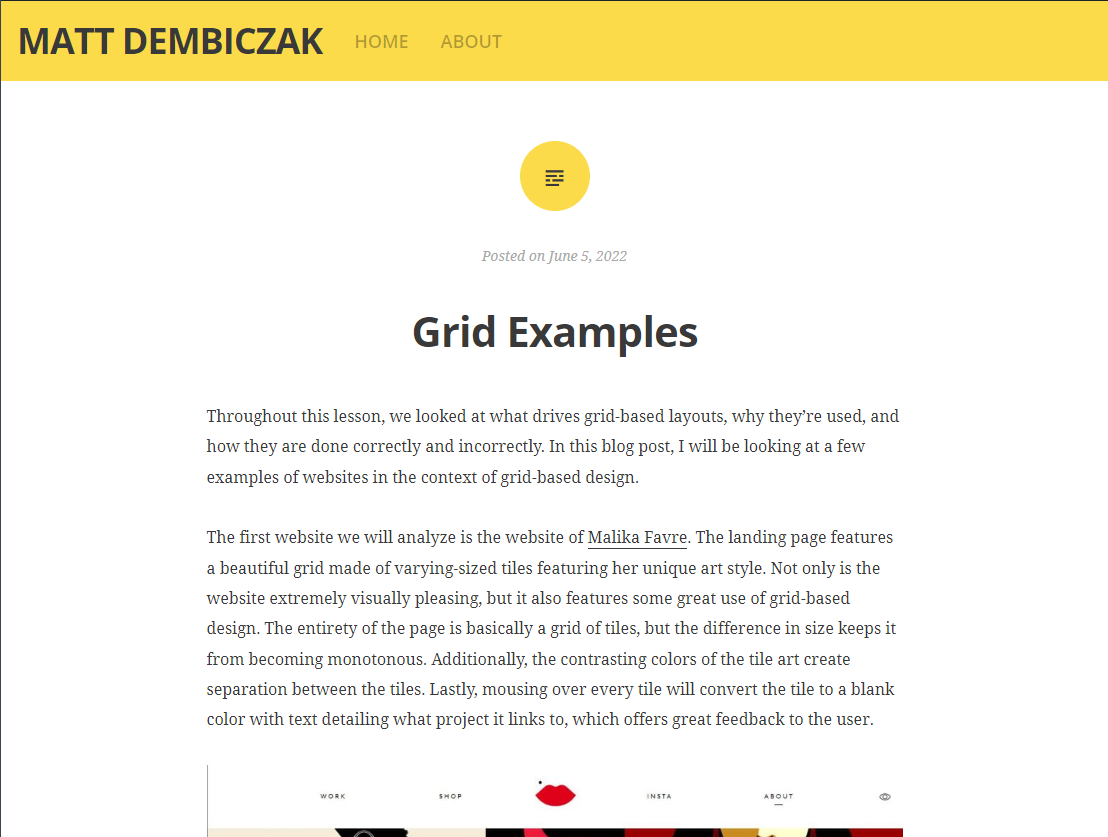 MATT DEMBICZAK HOME ABOUT
Posted on June 5, 2022
Grid Examples
Throughout this lesson, we looked at what drives grid-based layouts, why they’re used, and
how they are done correctly and incorrectly. In this blog post, I will be looking at a few
examples of websites in the context of grid-based design.
The first website we will analyze is the website of Malika Favre. The landing page features
a beautiful grid made of varying-sized tiles featuring her unique art style. Not only is the
website extremely visually pleasing, but it also features some great use of grid-based
design. The entirety of the page is basically a grid of tiles, but the difference in size keeps it
from becoming monotonous. Additionally, the contrasting colors of the tile art create
separation between the tiles. Lastly, mousing over every tile will convert the tile to a blank
color with text detailing what project it links to, which offers great feedback to the user.
WORK SHOP INSTA ABOUT